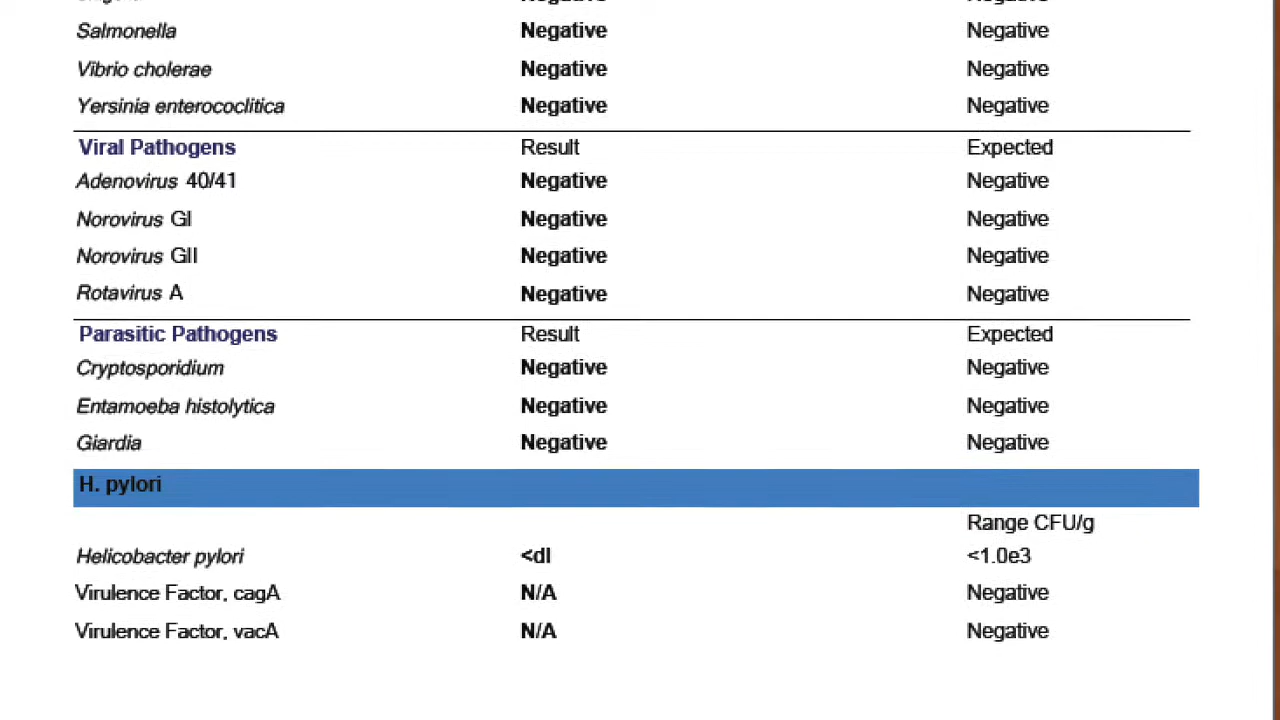 Salmonella Negative Negative
Vibrio cholerae Negative Negative
Yersinia enterococlitica Negative Negative
Viral Pathogens Result Expected
Adenovirus 40/41 Negative Negative
Norovirus GI Negative Negative
Norovirus GII Negative Negative
Rotavirus A Negative Negative
Parasitic Pathogens Result Expected
Cryptosporidium Negative Negative
Entamoeba histolytica Negative Negative
Giardia Negative Negative
H. pylori
Range CFU/g
Helicobacter pylori <dl <1.0e3
Virulence Factor, cagA N/A Negative
Virulence Factor, vacA N/A Negative